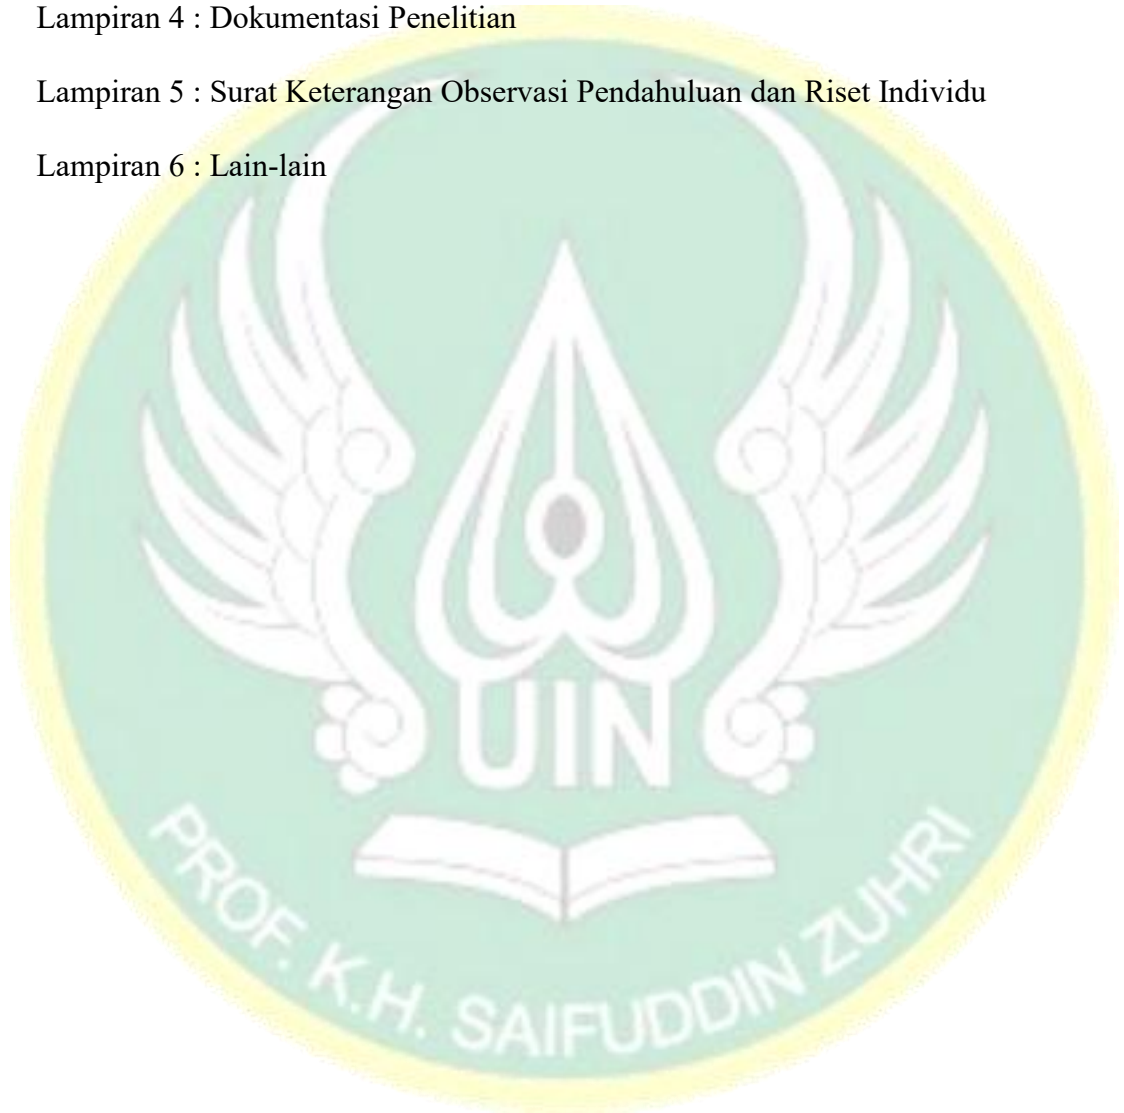 Lampiran 4 : Dokumentasi Penelitian
Lampiran 5 : Surat Keterangan Observasi Pendahuluan dan Riset Individu
Lampiran 6 : Lain-lain
UIN
PROF. K.H. SAIFUDDIN ZUHRI